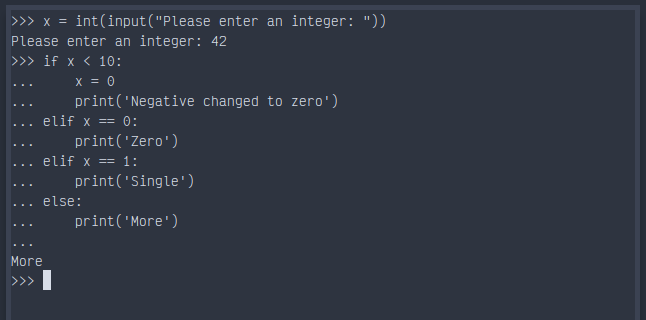 >>> x = int(input("Please enter an integer: "))
Please enter an integer: 42
>>> if x < 10:
...     x = 0
...     print('Negative changed to zero')
... elif x == 0:
...     print('Zero')
... elif x == 1:
...     print('Single')
... else:
...     print('More')
...
More
>>>